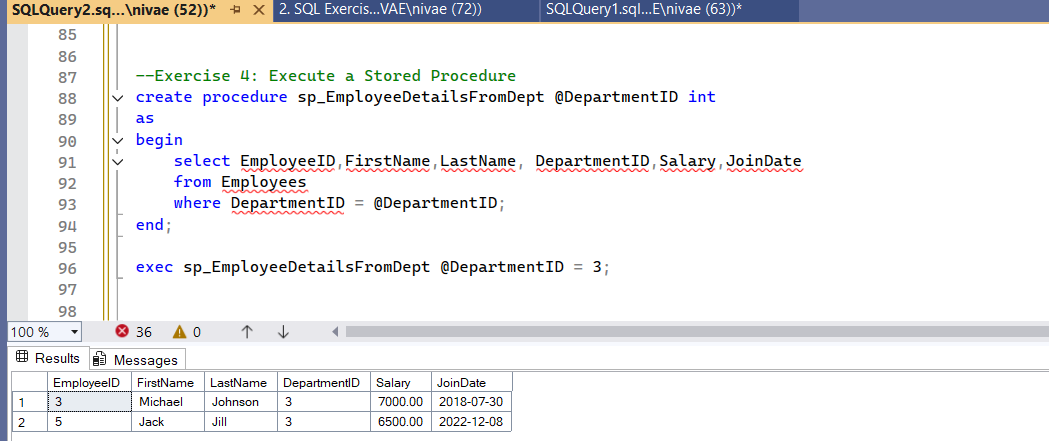 SQLQuery2.sq...\nivae (52))* 2. SQL Exercis...VAE\nivae (72)) SQLQuery1.sql...E\nivae (63))*
85
86
87 --Exercise 4: Execute a Stored Procedure
88 create procedure sp_EmployeeDetailsFromDept @DepartmentID int
89 as
90 begin
91 select EmployeeID,FirstName,LastName, DepartmentID,Salary,JoinDate
92 from Employees
93 where DepartmentID = @DepartmentID;
94 end;
95
96 exec sp_EmployeeDetailsFromDept @DepartmentID = 3;
97
98
100 % 36 0
Results Messages
EmployeeID FirstName LastName DepartmentID Salary JoinDate
1 3 Michael Johnson 3 7000.00 2018-07-30
2 5 Jack Jill 3 6500.00 2022-12-08